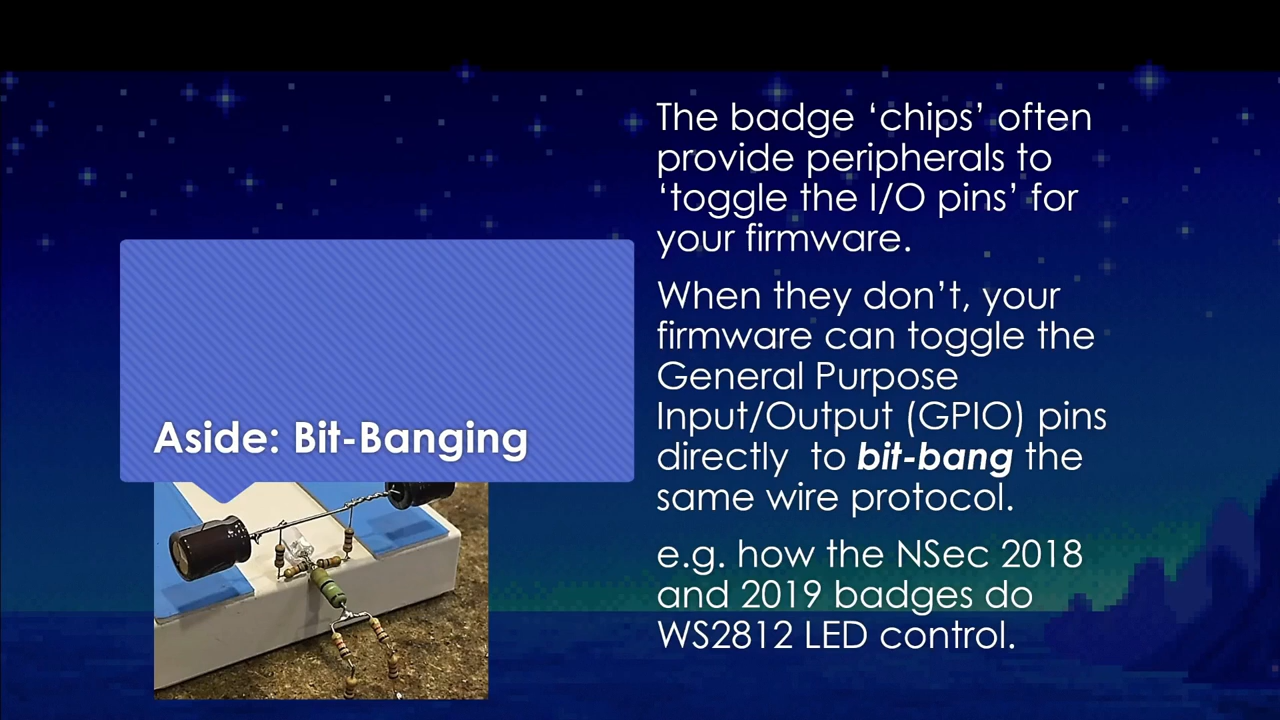 Aside: Bit-Banging
The badge ‘chips’ often
provide peripherals to
‘toggle the I/O pins’ for
your firmware.
When they don’t, your
firmware can toggle the
General Purpose
Input/Output (GPIO) pins
directly  to bit-bang the
same wire protocol.
e.g. how the NSec 2018
and 2019 badges do
WS2812 LED control.